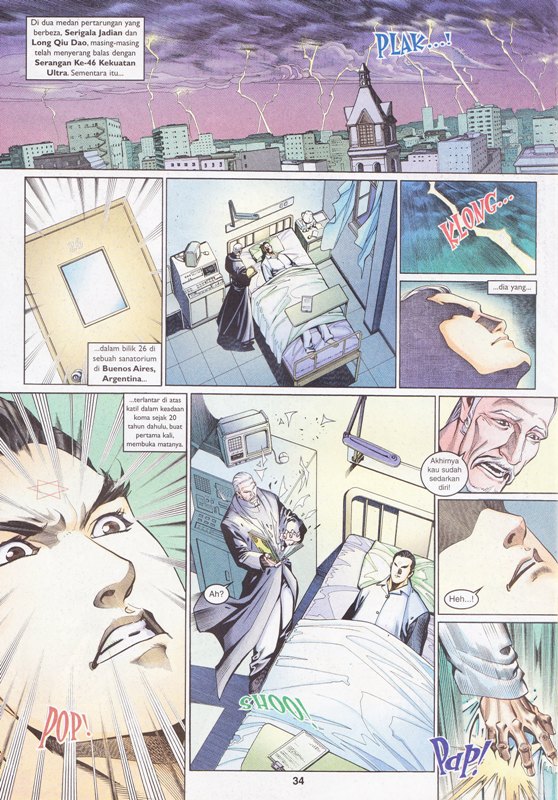 Di dua medan pertarungan yang
berbeza, Serigala Jadian dan
Long Qiu Dao, masing-masing
telah menyerang balas dengan
Serangan Ke-46 Kekuatan
Ultra. Sementara itu...
PLAK...!
26
...dalam bilik 26 di
sebuah sanatorium
di Buenos Aires,
Argentina...
KLONG...
...dia yang...
...terlantar di atas
katil dalam keadaan
koma sejak 20
tahun dahulu, buat
pertama kali,
membuka matanya.
POP!
Ah?
SHOO!
Akhirnya
kau sudah
sedarkan
diri!
Heh...!
Pap!
34